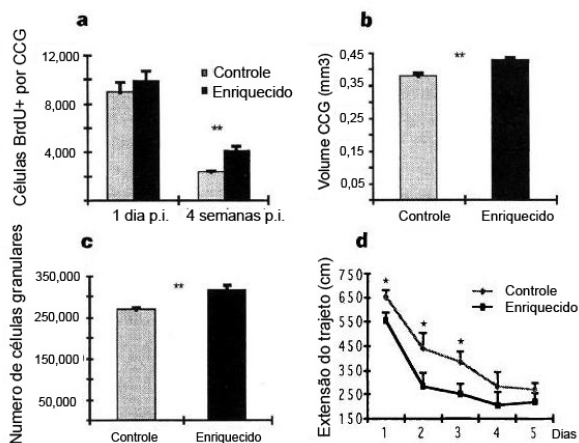 a
Células BrdU+ por CCG
12,000
8,000
4,000
Controle
Enriquecido
**
1 dia p.i.
4 semanas p.i.
b
Volume CCG (mm3)
0,45
0,35
0,25
0,15
0,05
**
Controle
Enriquecido
c
Numero de células granulares
350,000
250,000
150,000
50,000
**
Controle
Enriquecido
d
Extensão do trajeto (cm)
750
650
550
450
350
250
150
*
*
*
Controle
Enriquecido
1 2 3 4 5 Dias